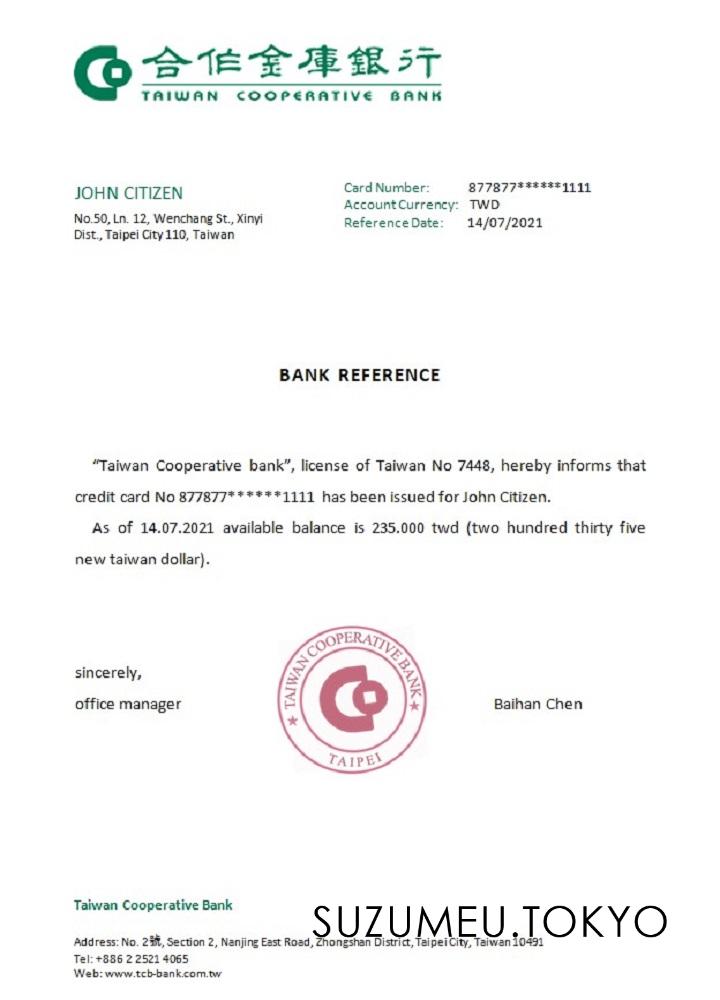 合作金庫銀行
TAIWAN COOPERATIVE BANK
JOHN CITIZEN
No.50, Ln. 12, Wenchang St., Xinyi
Dist., Taipei City 110, Taiwan
Card Number: 877877******1111
Account Currency: TWD
Reference Date: 14/07/2021
BANK REFERENCE
“Taiwan Cooperative bank”, license of Taiwan No 7448, hereby informs that
credit card No 877877******1111 has been issued for John Citizen.
As of 14.07.2021 available balance is 235.000 twd (two hundred thirty five
new taiwan dollar).
TAIWAN COOPERATIVE BANK
TAIPEI
sincerely,
office manager
Baihan Chen
Taiwan Cooperative Bank
SUZUMEU.TOKYO
Address: No. 2號, Section 2, Nanjing East Road, Zhongshan District, Taipei City, Taiwan 10491
Tel: +886 2 2521 4065
Web: www.tcb-bank.com.tw